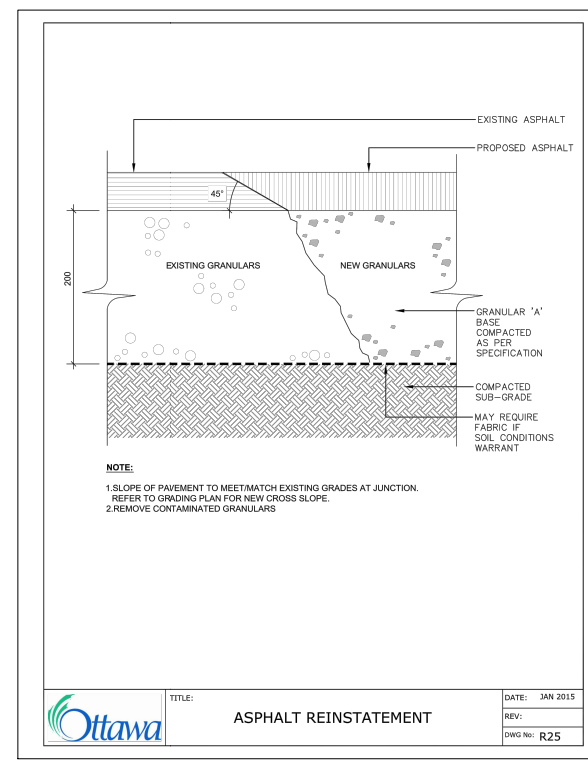 EXISTING ASPHALT
PROPOSED ASPHALT
45°
EXISTING GRANULARS
NEW GRANULARS
200
GRANULAR 'A'
BASE
COMPACTED
AS PER
SPECIFICATION
COMPACTED
SUB-GRADE
MAY REQUIRE
FABRIC IF
SOIL CONDITIONS
WARRANT
NOTE:
1.SLOPE OF PAVEMENT TO MEET/MATCH EXISTING GRADES AT JUNCTION.
REFER TO GRADING PLAN FOR NEW CROSS SLOPE.
2.REMOVE CONTAMINATED GRANULARS
Ottawa
TITLE:
ASPHALT REINSTATEMENT
DATE: JAN 2015
REV:
DWG No: R25